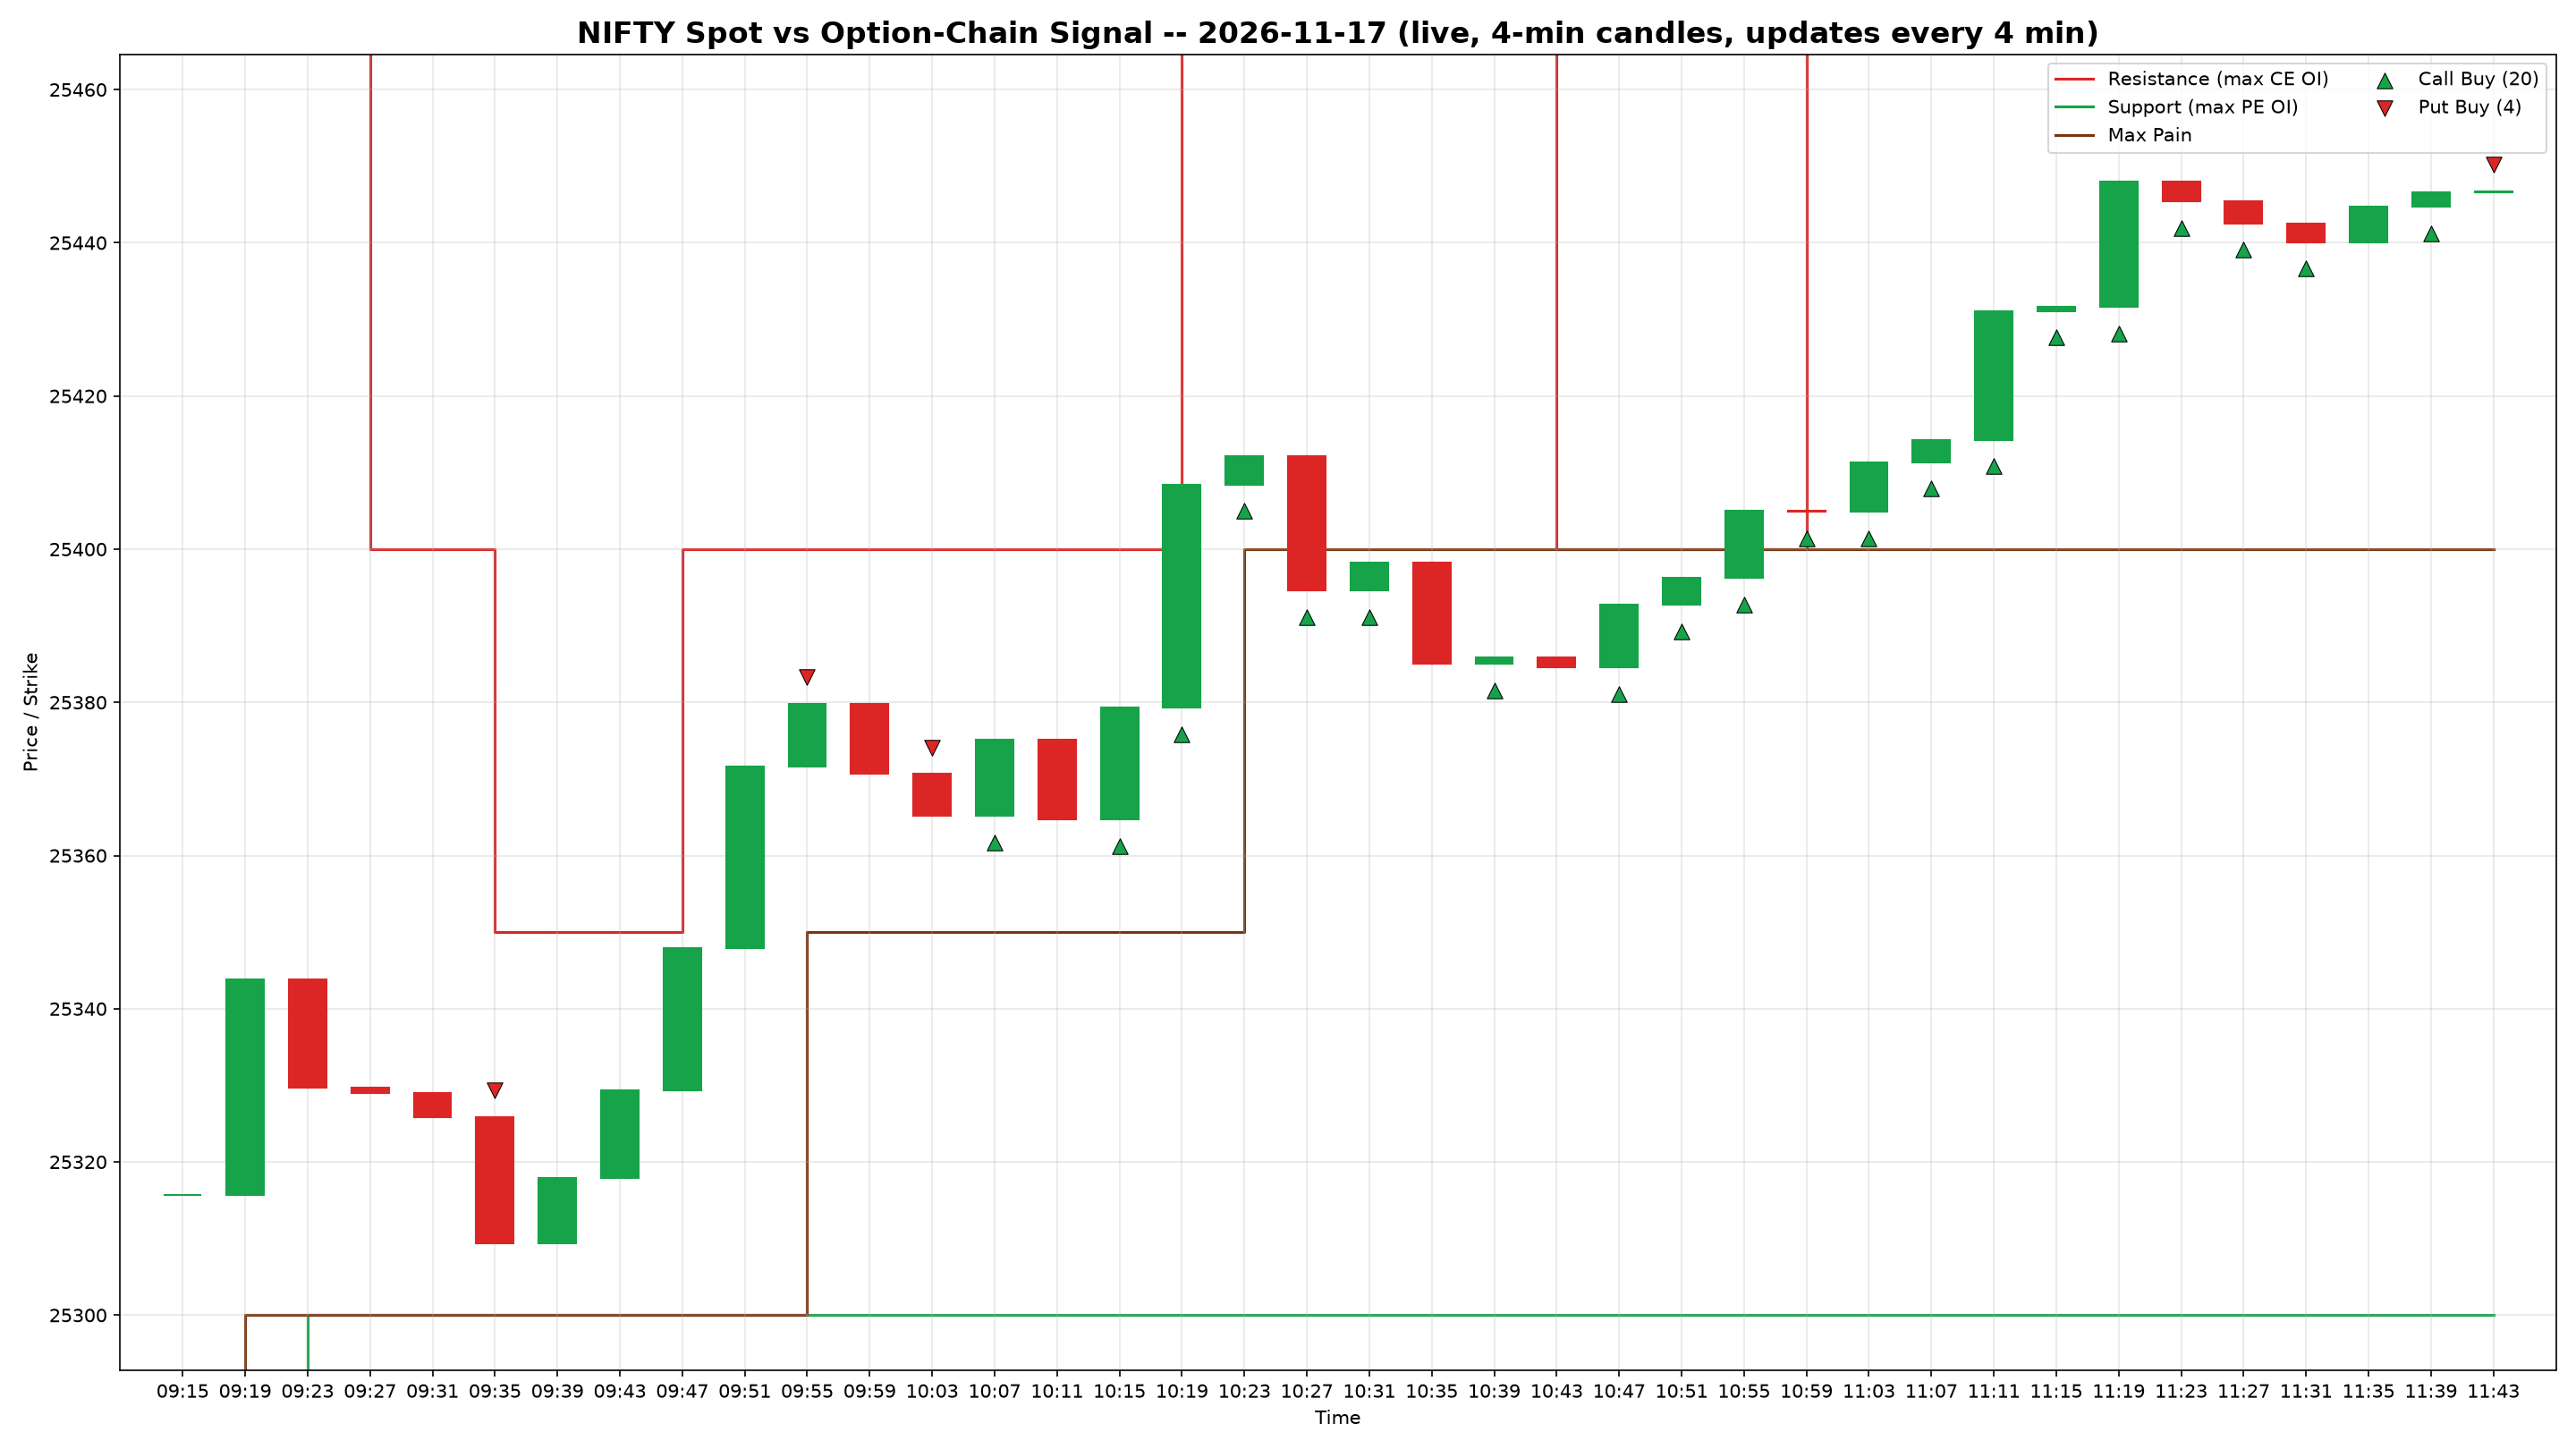 NIFTY Spot vs Option-Chain Signal -- 2026-11-17 (live, 4-min candles, updates every 4 min)
Resistance (max CE OI)
Support (max PE OI)
Max Pain
Call Buy (20)
Put Buy (4)
Price / Strike
25460
25440
25420
25400
25380
25360
25340
25320
25300
09:15 09:19 09:23 09:27 09:31 09:35 09:39 09:43 09:47 09:51 09:55 09:59 10:03 10:07 10:11 10:15 10:19 10:23 10:27 10:31 10:35 10:39 10:43 10:47 10:51 10:55 10:59 11:03 11:07 11:11 11:15 11:19 11:23 11:27 11:31 11:35 11:39 11:43
Time